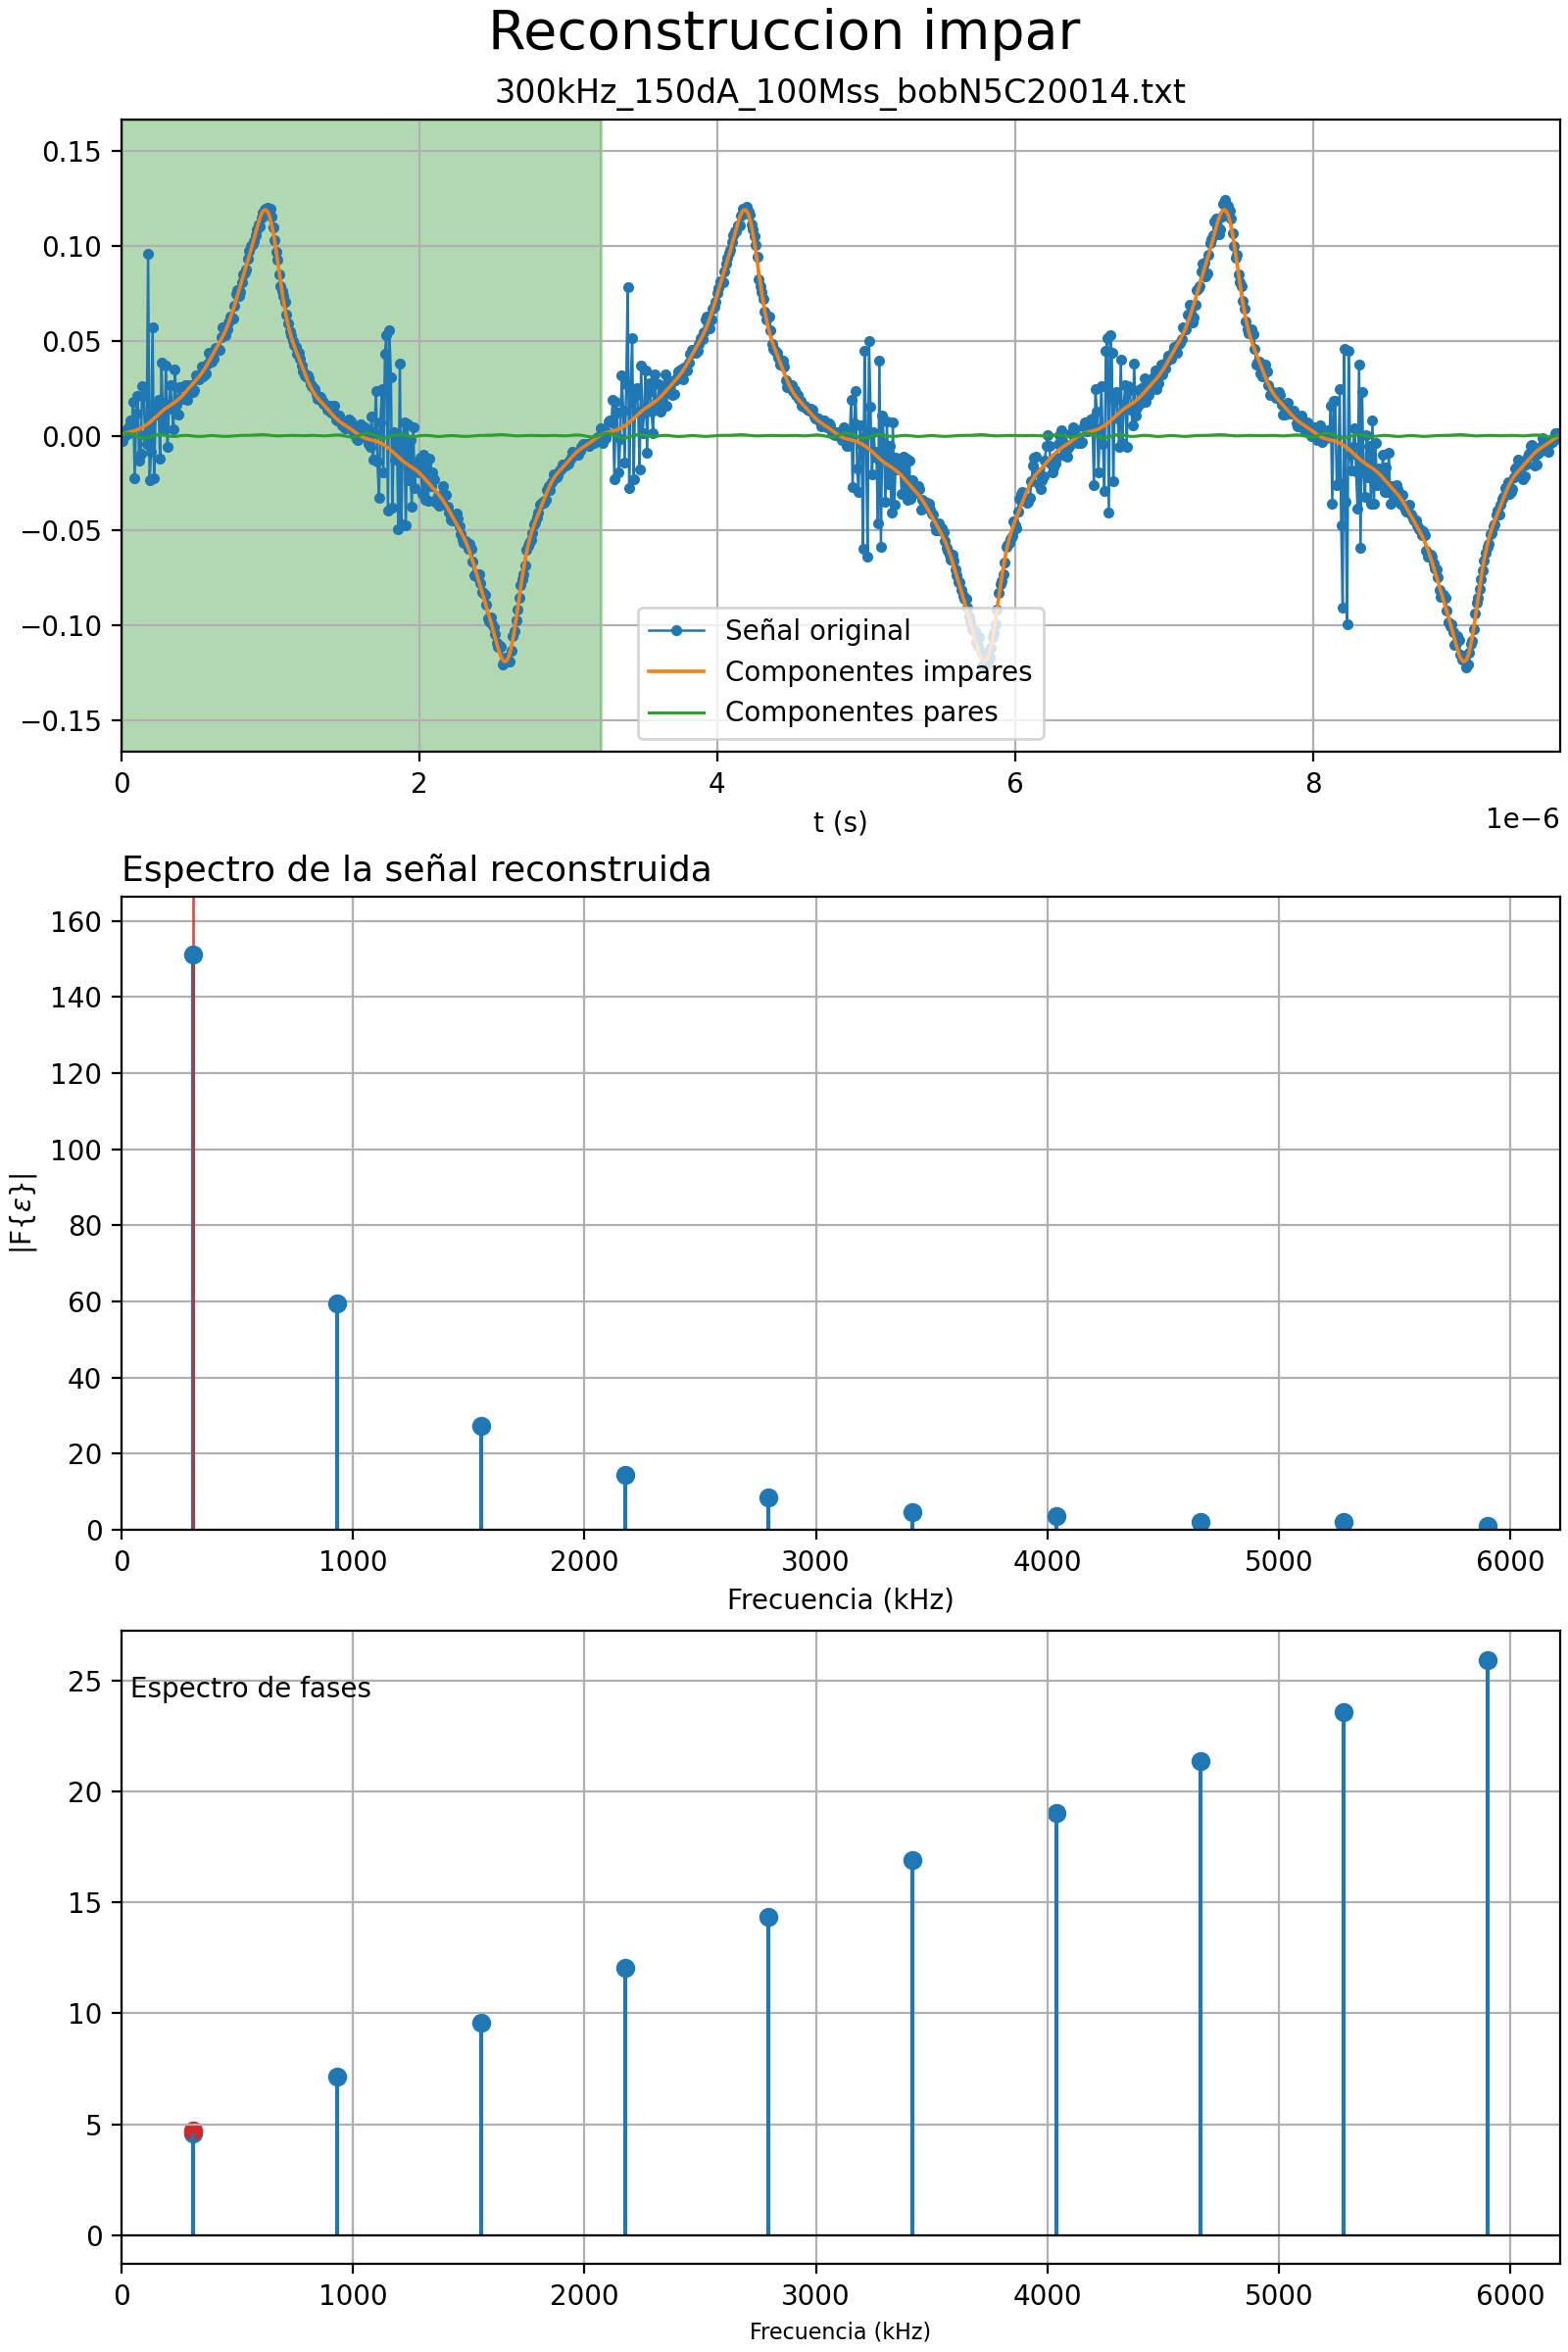 Reconstruccion impar
300kHz_150dA_100Mss_bobN5C20014.txt
0.15
0.10
0.05
0.00
−0.05
−0.10
−0.15
Señal original
Componentes impares
Componentes pares
0 2 4 6 8
1e−6
t (s)
Espectro de la señal reconstruida
160
140
120
100
80
60
40
20
0
|F{ε}|
0 1000 2000 3000 4000 5000 6000
Frecuencia (kHz)
Espectro de fases
25
20
15
10
5
0
0 1000 2000 3000 4000 5000 6000
Frecuencia (kHz)